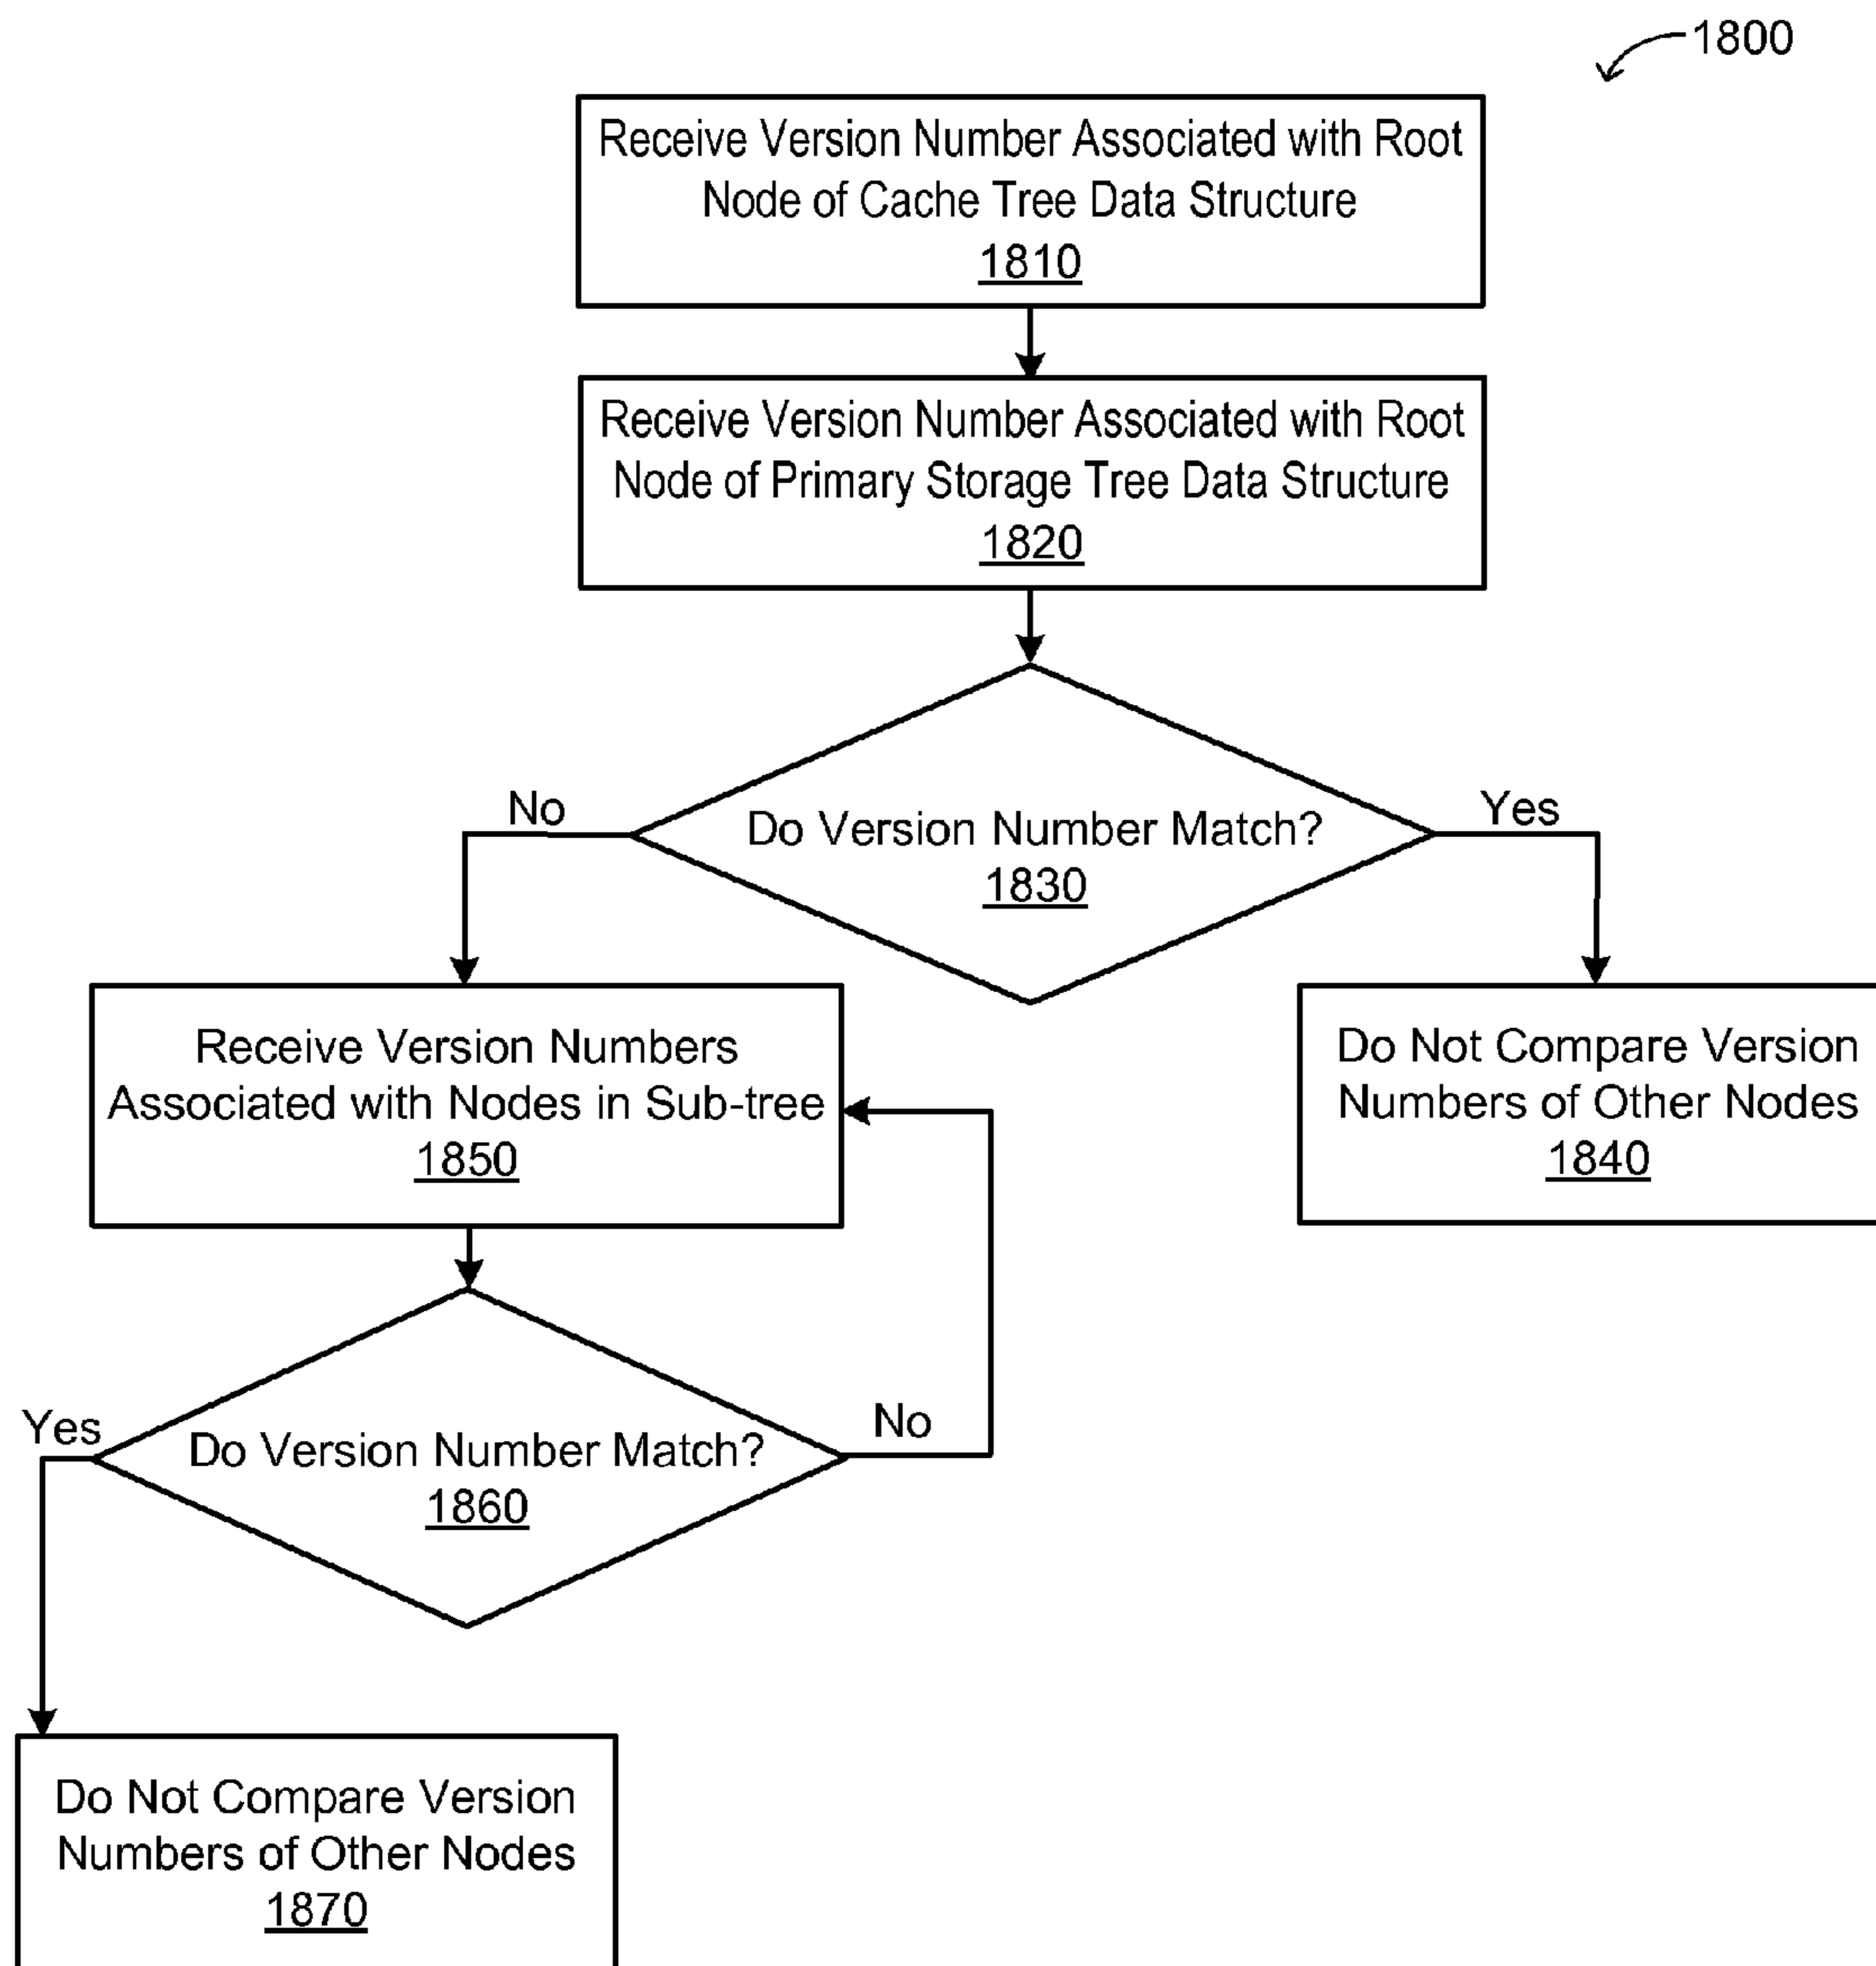 1800
Receive Version Number Associated with Root
Node of Cache Tree Data Structure
1810
Receive Version Number Associated with Root
Node of Primary Storage Tree Data Structure
1820
Do Version Number Match?
1830
No
Yes
Receive Version Numbers
Associated with Nodes in Sub-tree
1850
Do Not Compare Version
Numbers of Other Nodes
1840
Do Version Number Match?
1860
Yes
No
Do Not Compare Version
Numbers of Other Nodes
1870